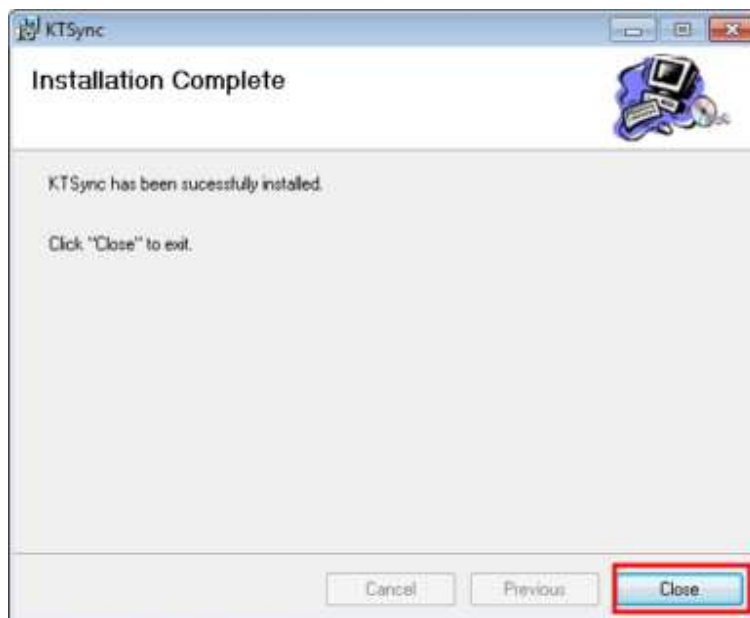 KTSync
Installation Complete
KTSync has been sucessfully installed.
Click "Close" to exit.
Cancel
Previous
Close